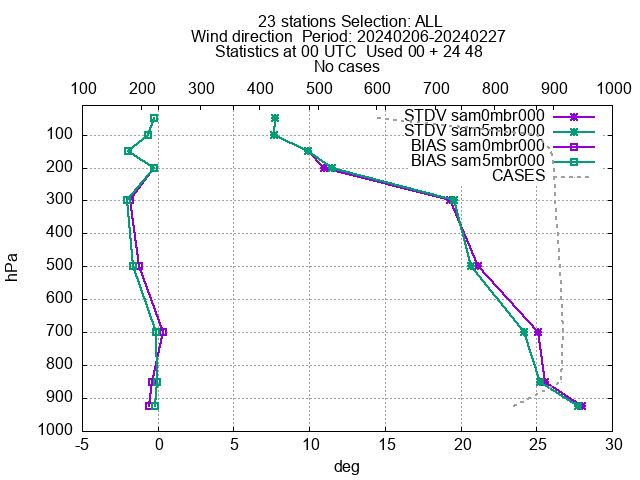 23 stations Selection: ALL
Wind direction  Period: 20240206-20240227
Statistics at 00 UTC  Used 00 + 24 48
No cases
100 200 300 400 500 600 700 800 900 1000
STDV sam0mbr000
STDV sam5mbr000
BIAS sam0mbr000
BIAS sam5mbr000
CASES
100
200
300
400
500
600
700
800
900
1000
hPa
-5 0 5 10 15 20 25 30
deg